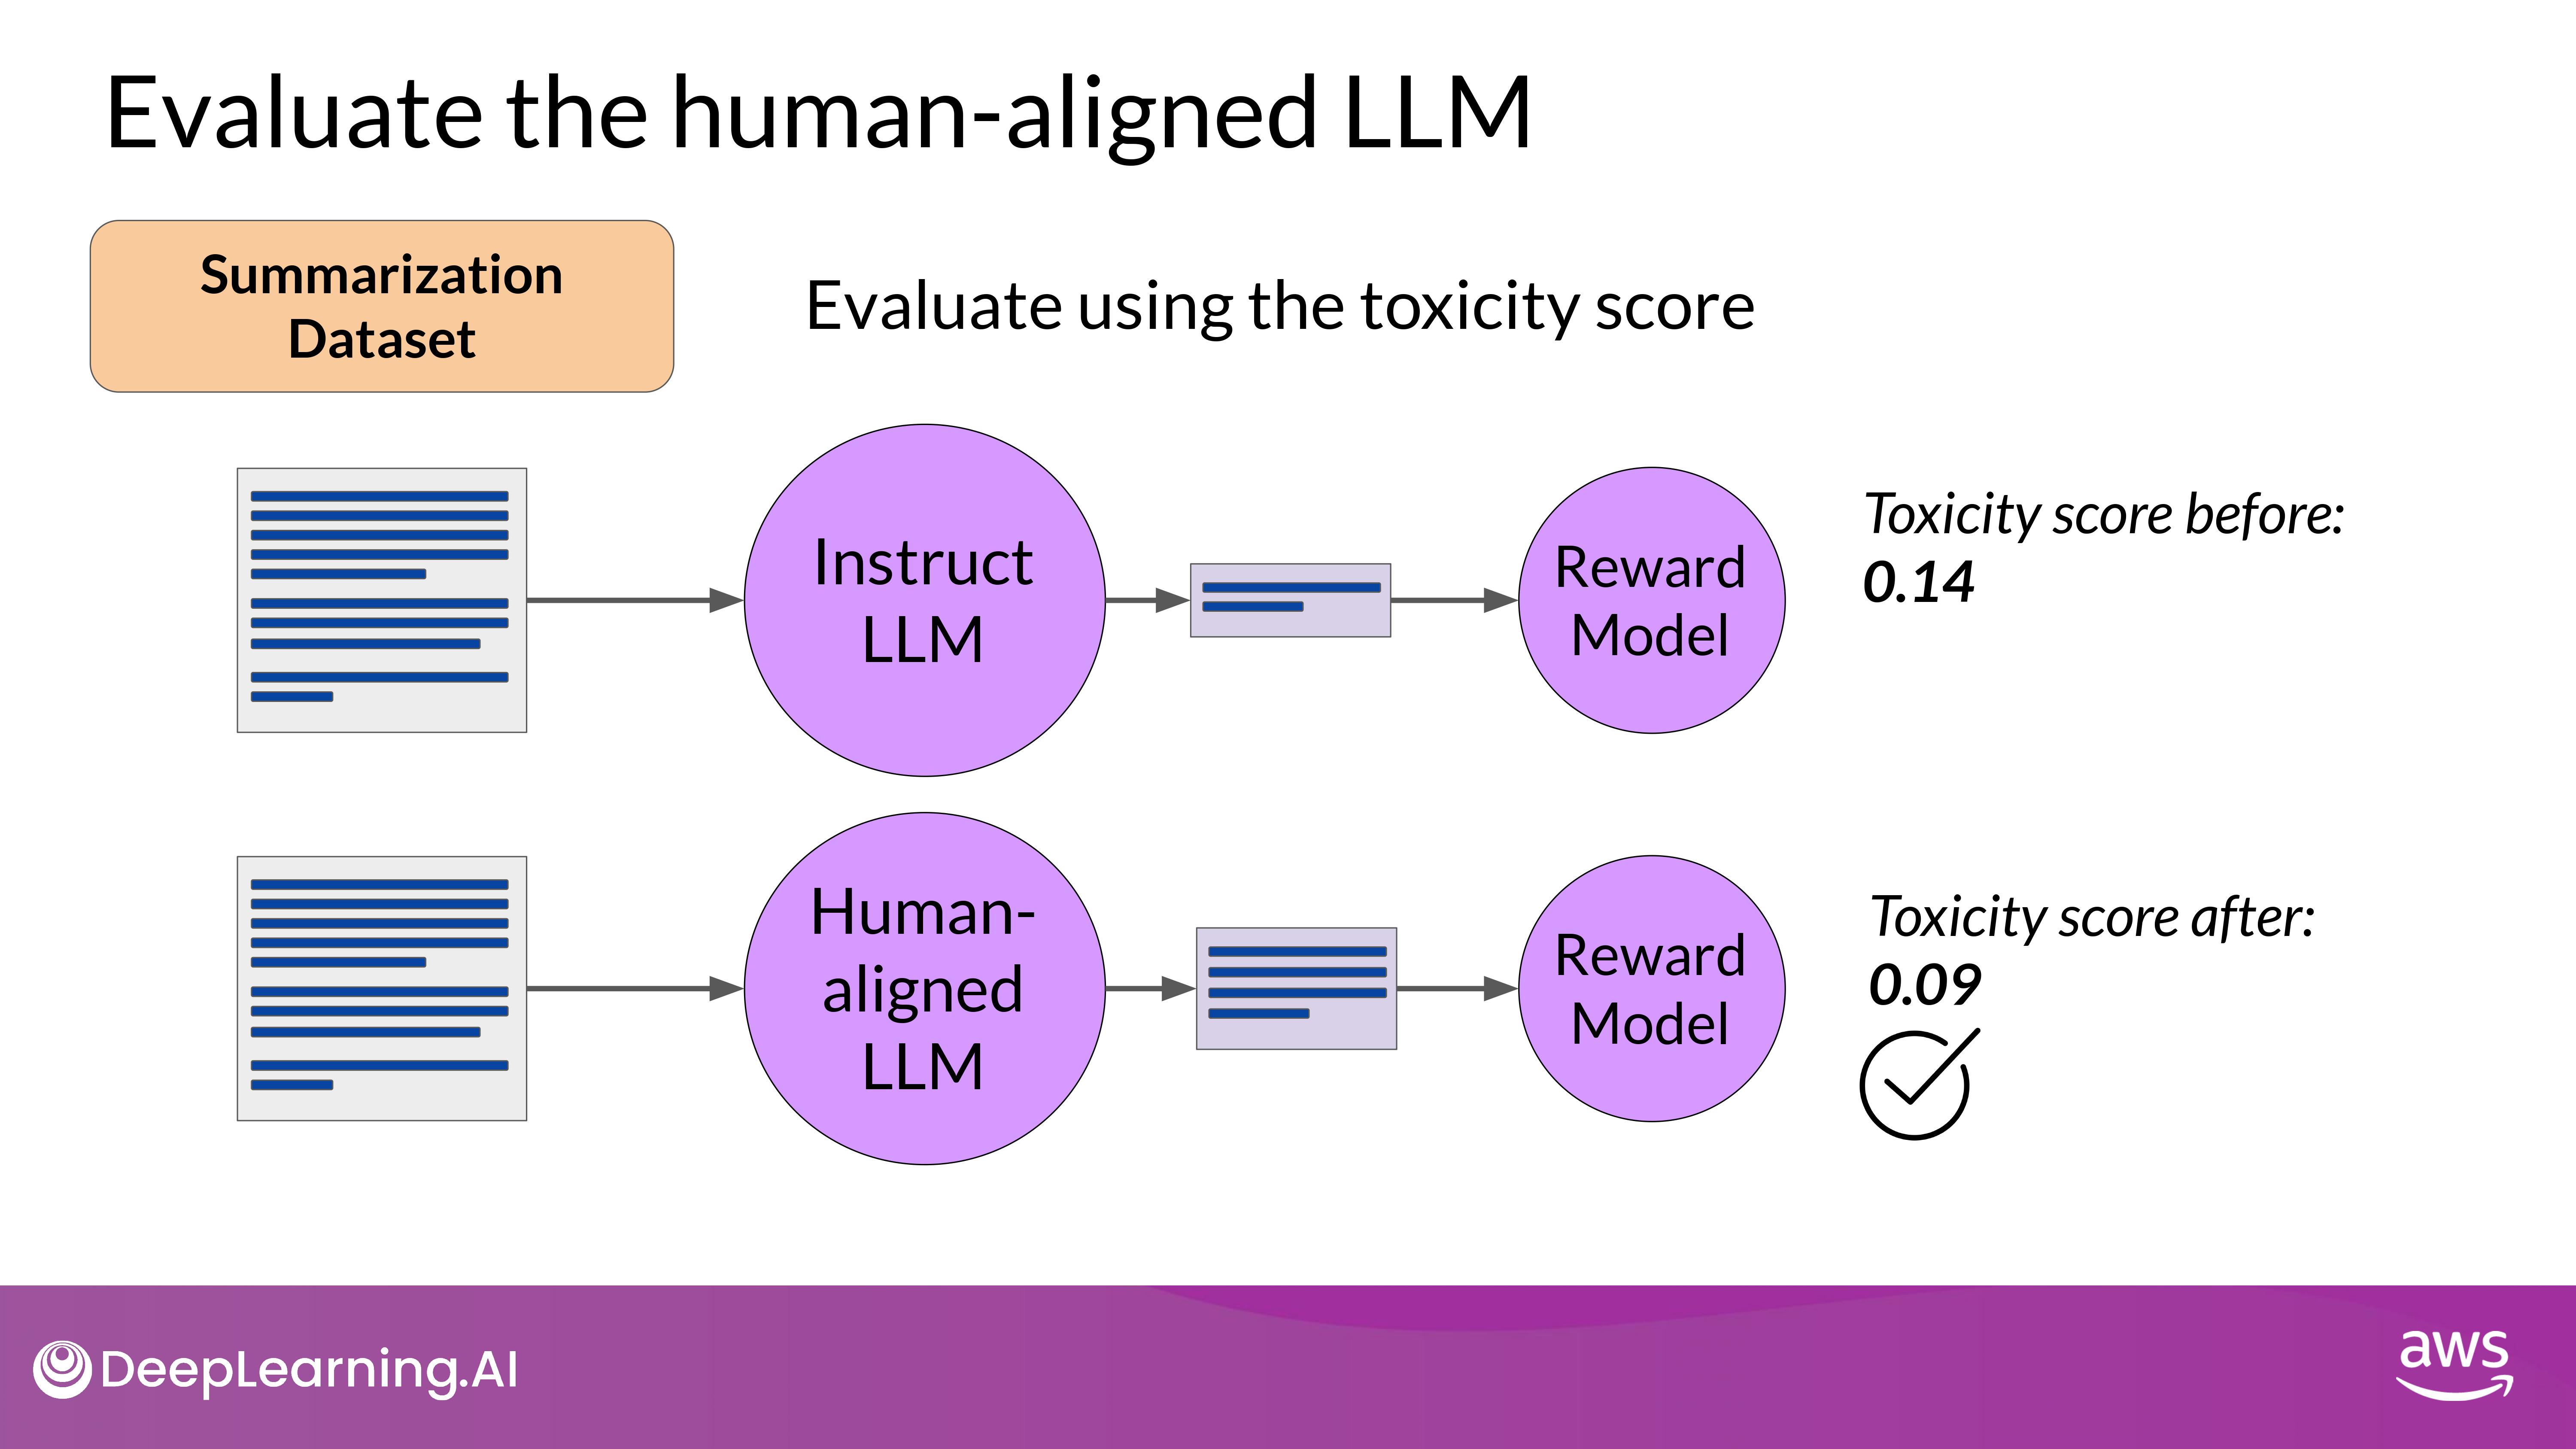 Evaluate the human-aligned LLM
Summarization
Dataset
Evaluate using the toxicity score
Instruct
LLM
Reward
Model
Toxicity score before:
0.14
Human-
aligned
LLM
Reward
Model
Toxicity score after:
0.09
DeepLearning.AI
aws